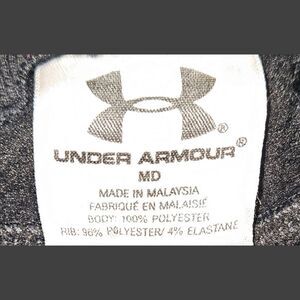 ®
UNDER ARMOUR®
MD
MADE IN MALAYSIA
FABRIQUÉ EN MALAISIE
BODY: 100% POLYESTER
RIB: 96% POLYESTER/ 4% ELASTANE